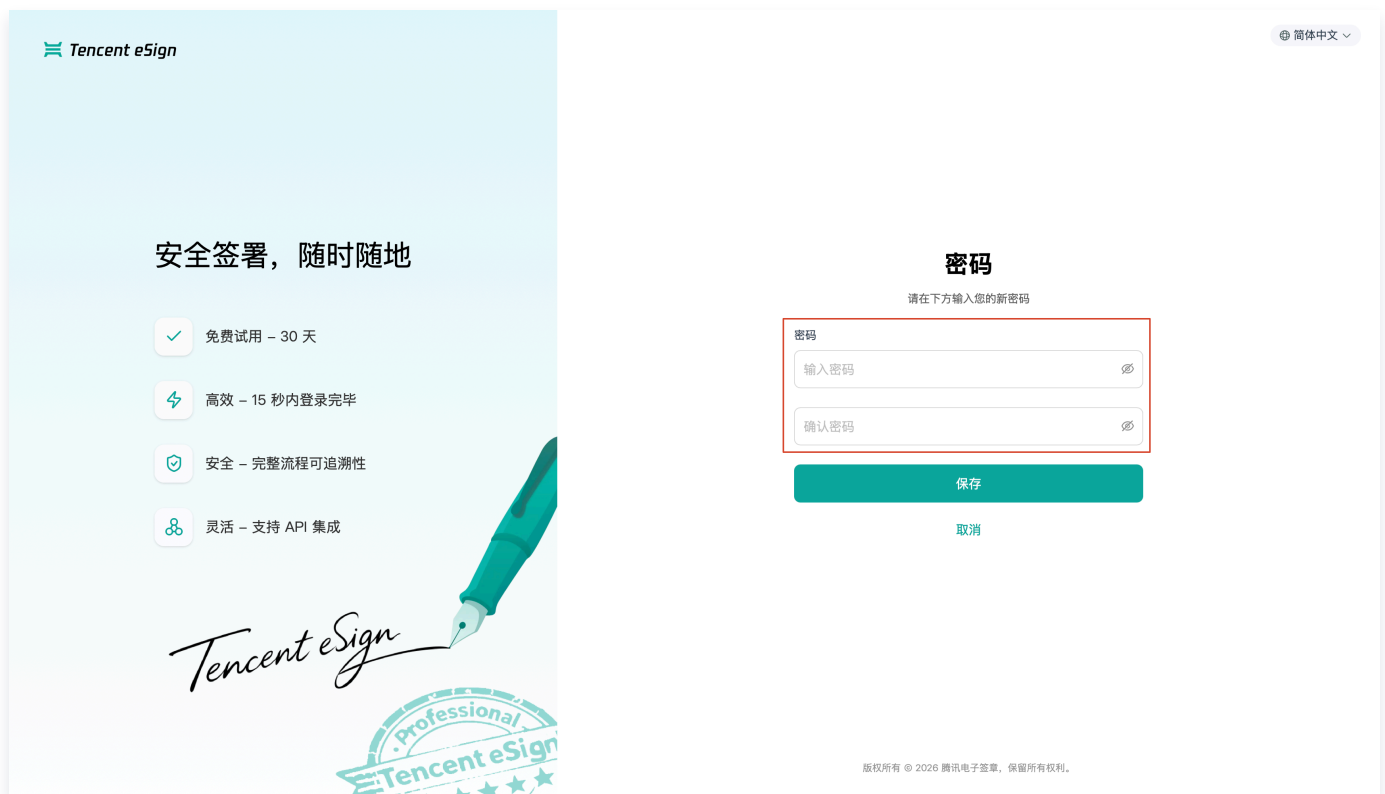 Tencent eSign
简体中文
安全签署，随时随地
免费试用 – 30 天
高效 – 15 秒内登录完毕
安全 – 完整流程可追溯性
灵活 – 支持 API 集成
Tencent eSign
Professional
Tencent eSign
密码
请在下方输入您的新密码
密码
输入密码
确认密码
保存
取消
版权所有 © 2026 腾讯电子签章，保留所有权利。